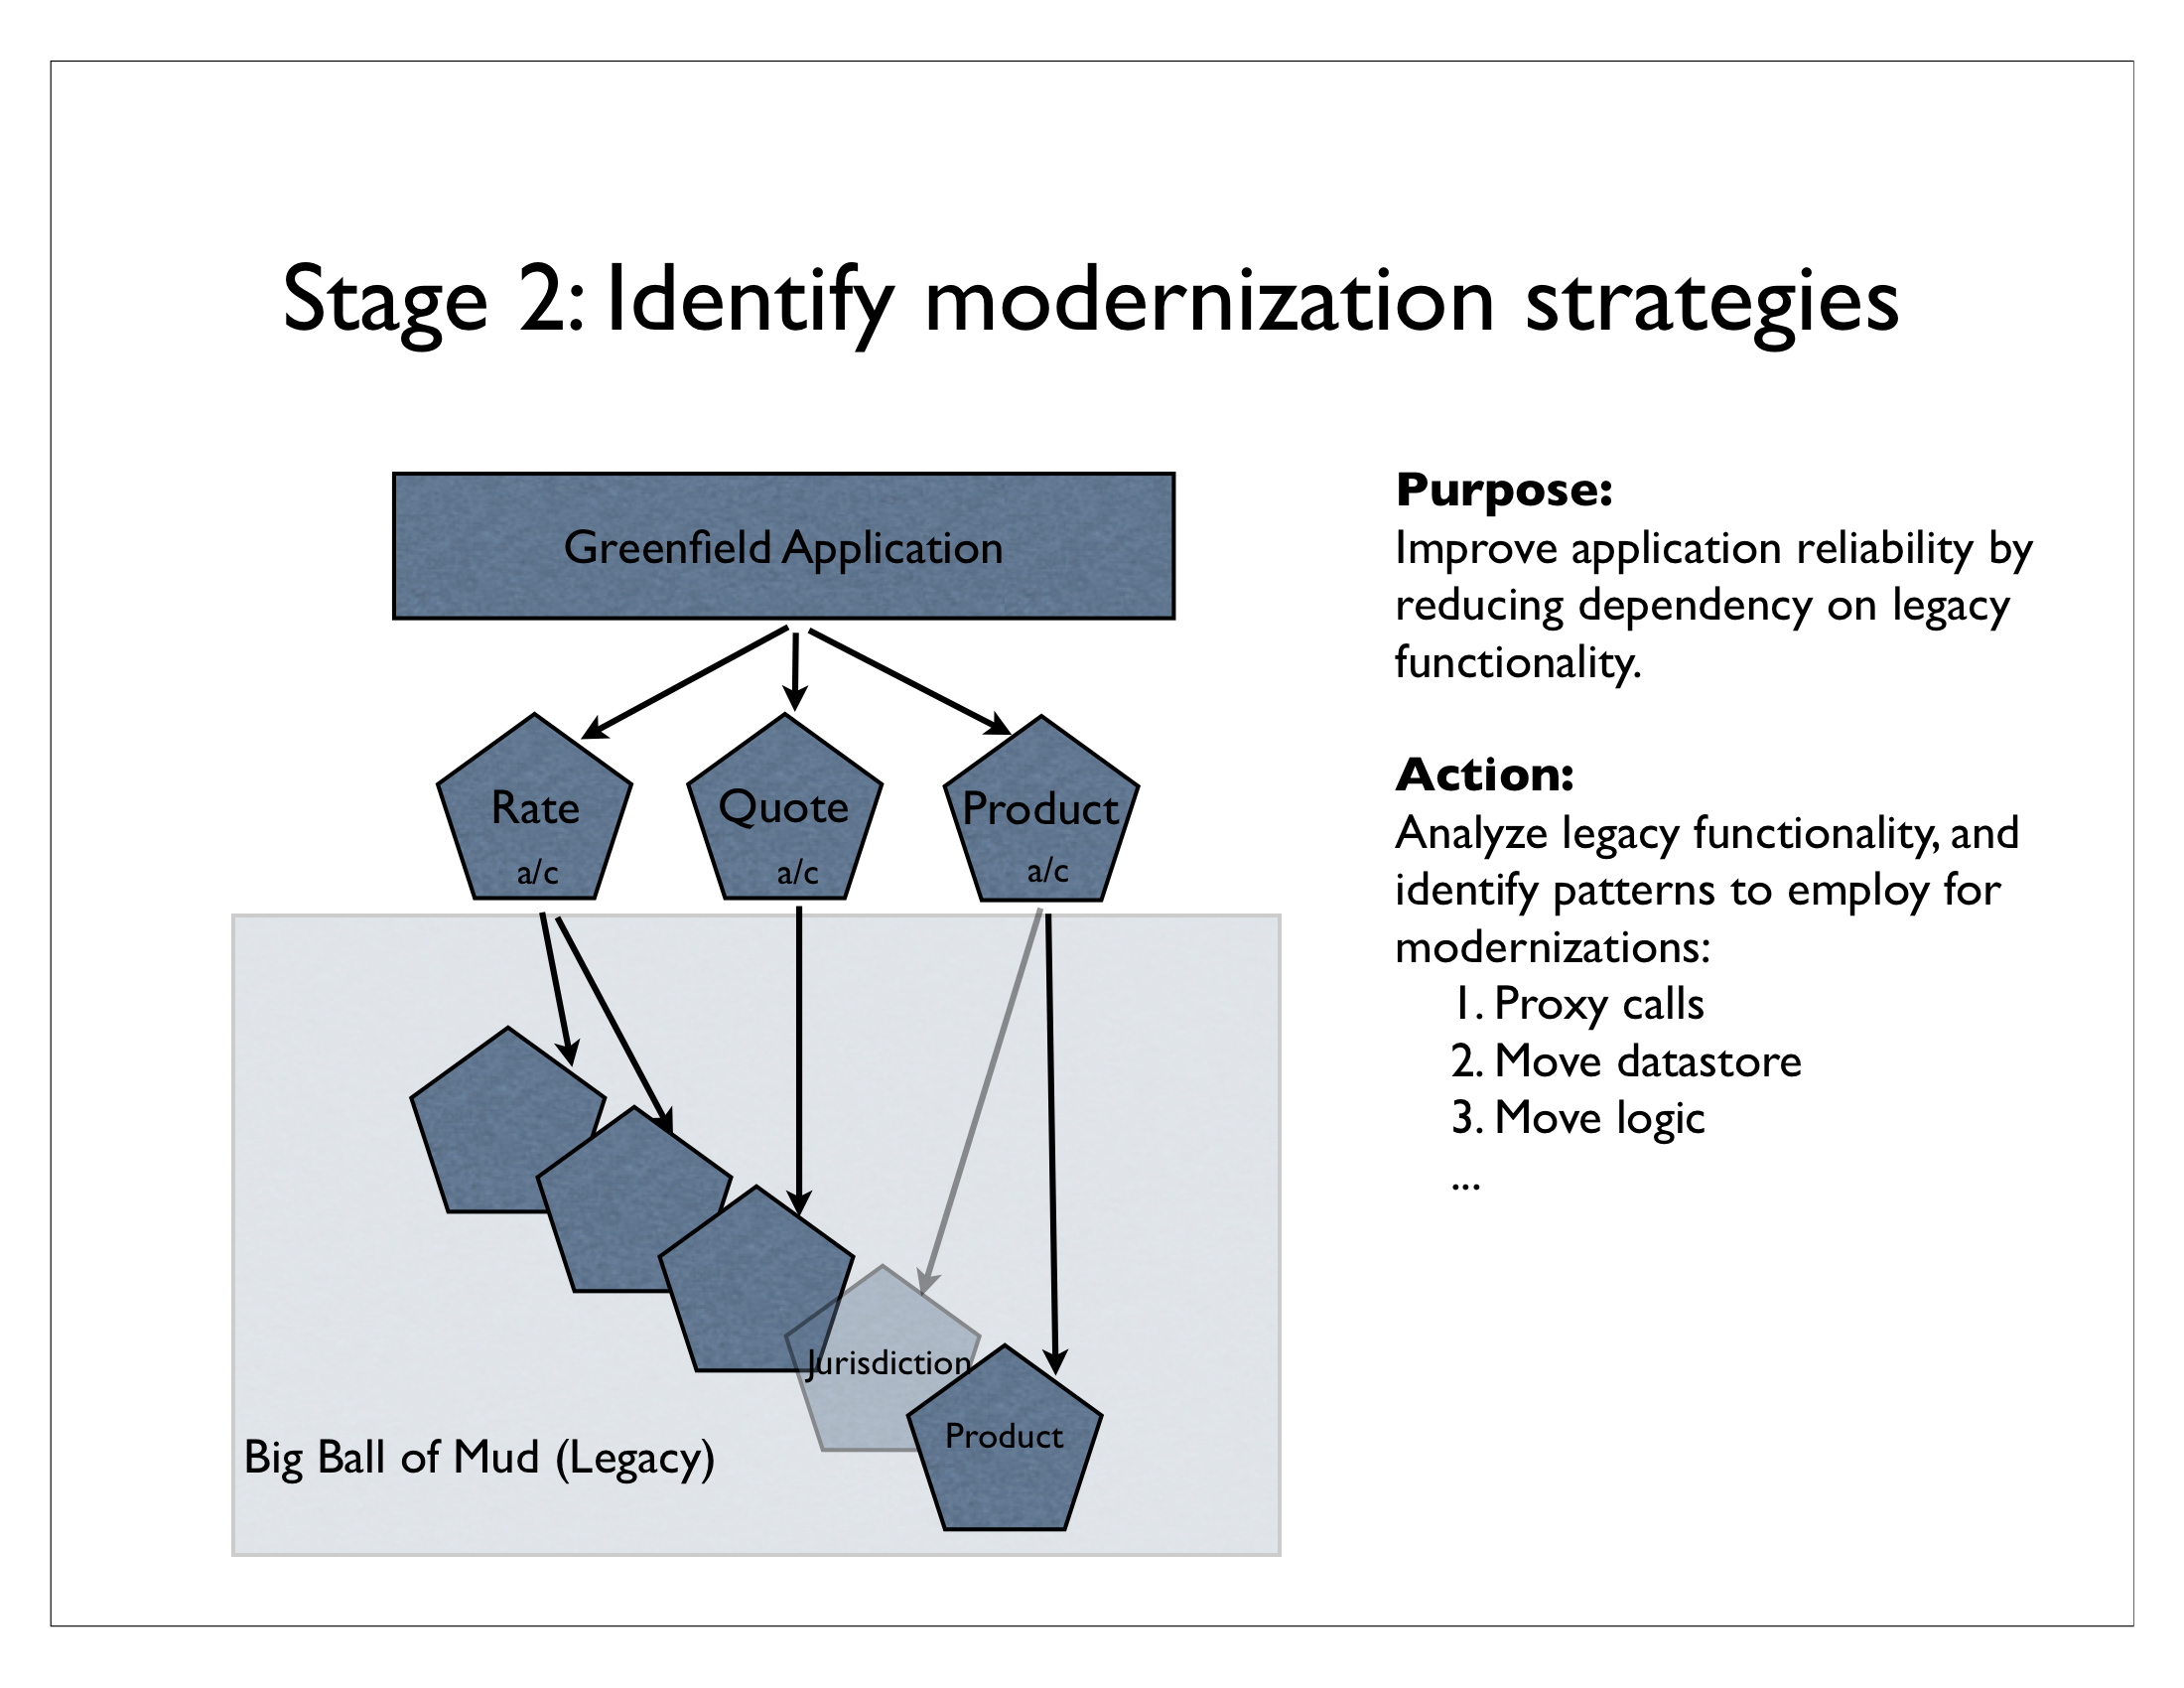 Stage 2: Identify modernization strategies
Greenfield Application
Rate
a/c
Quote
a/c
Product
a/c
Jurisdiction
Product
Big Ball of Mud (Legacy)
Purpose:
Improve application reliability by
reducing dependency on legacy
functionality.
Action:
Analyze legacy functionality, and
identify patterns to employ for
modernizations:
1. Proxy calls
2. Move datastore
3. Move logic
...